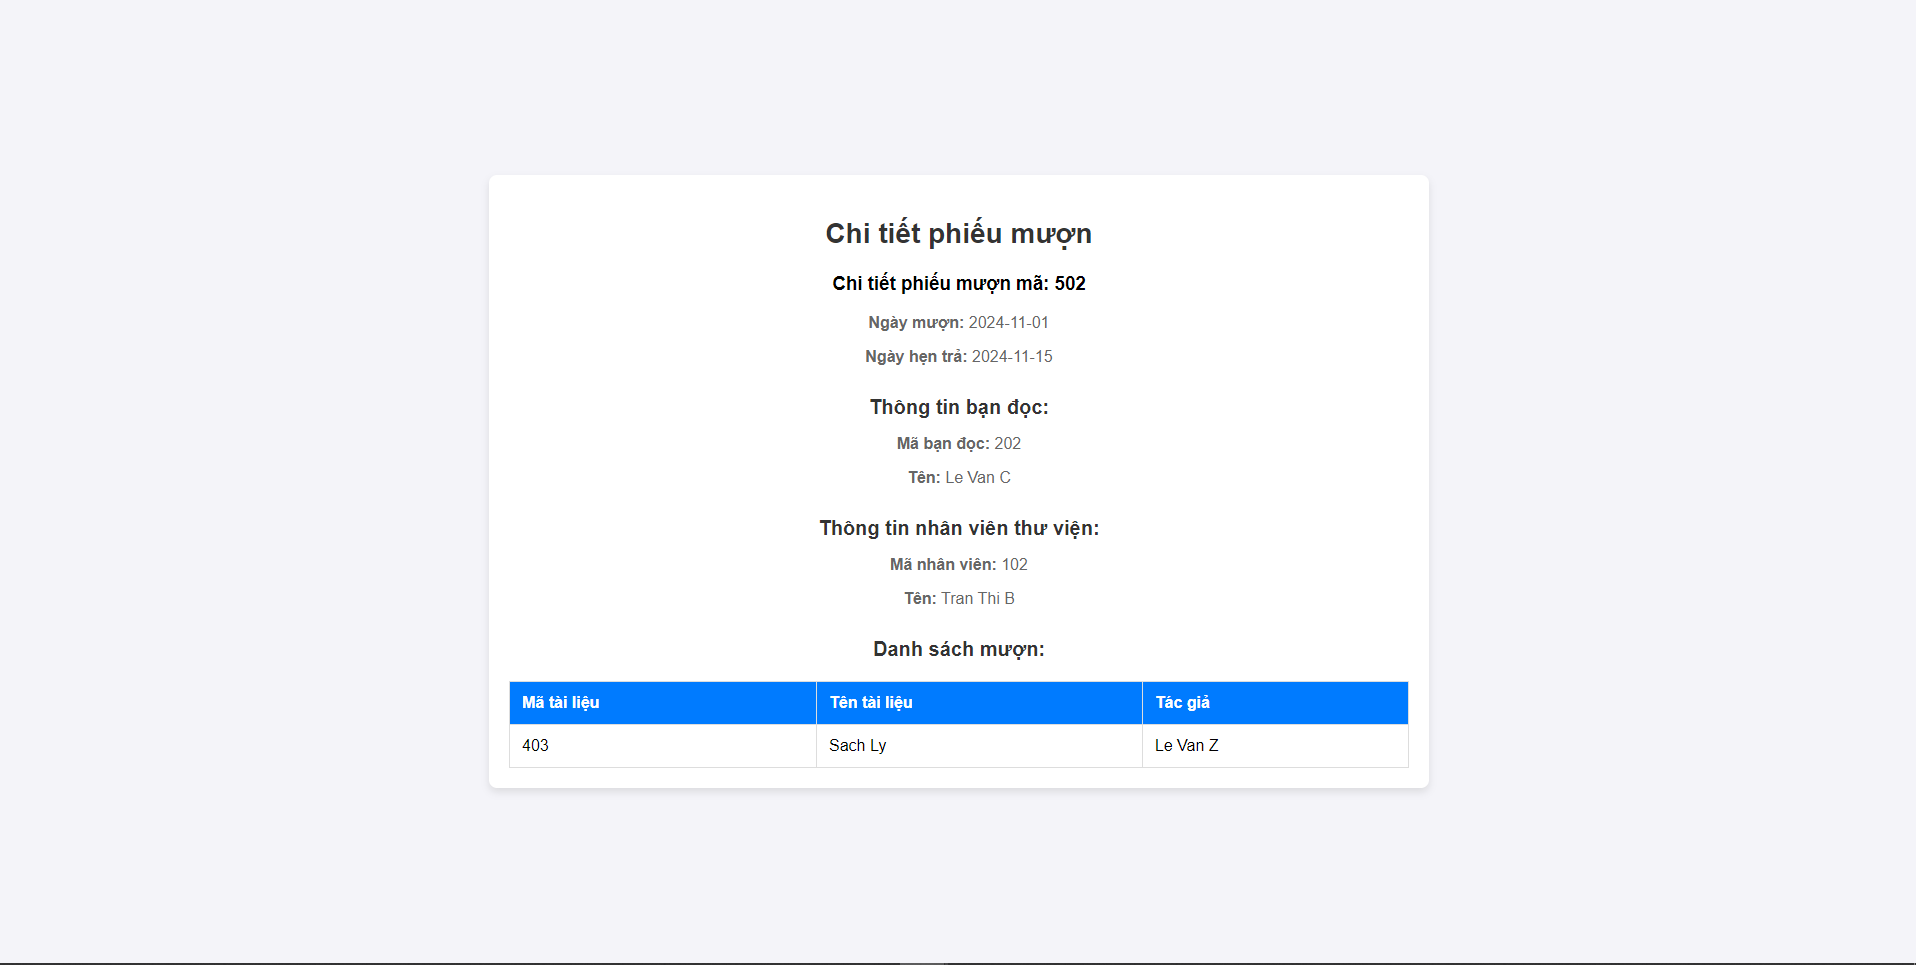 Chi tiết phiếu mượn
Chi tiết phiếu mượn mã: 502
Ngày mượn: 2024-11-01
Ngày hẹn trả: 2024-11-15
Thông tin bạn đọc:
Mã bạn đọc: 202
Tên: Le Van C
Thông tin nhân viên thư viện:
Mã nhân viên: 102
Tên: Tran Thi B
Danh sách mượn:
Mã tài liệu Tên tài liệu Tác giả
403 Sach Ly Le Van Z